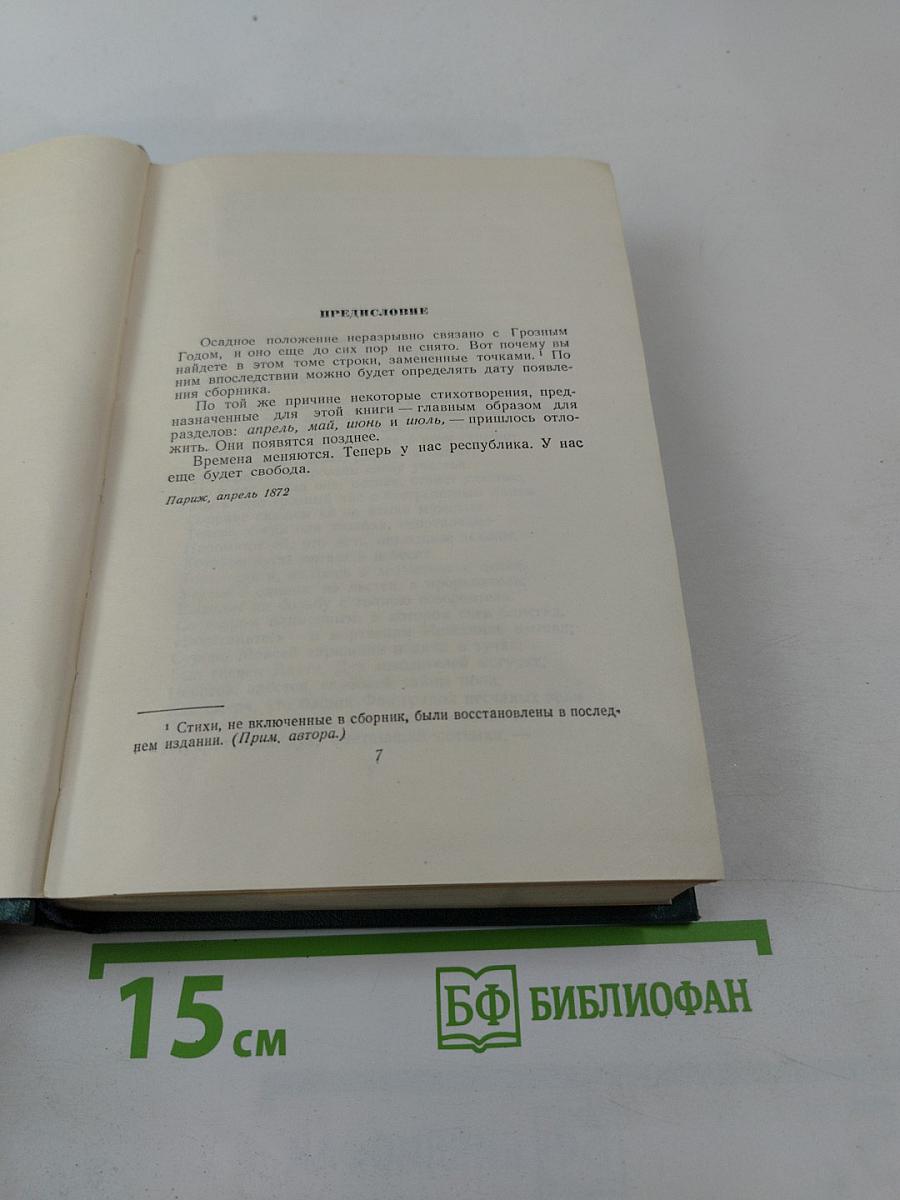 ПРЕДИСЛОВИЕ
Осадное положение неразрывно связано с Грозным
Годом, и оно еще до сих пор не снято. Вот почему вы
найдете в этом томе строки, замененные точками.¹ По
ним впоследствии можно будет определять дату появле-
ния сборника.
По той же причине некоторые стихотворения, пред-
назначенные для этой книги — главным образом для
разделов: апрель, май, июнь и июль, — пришлось отло-
жить. Они появятся позднее.
Времена меняются. Теперь у нас республика. У нас
еще будет свобода.
Париж, апрель 1872
¹ Стихи, не включенные в сборник, были восстановлены в послед-
нем издании. (Прим. автора.)
7
15 см
БФ БИБЛИОФАН